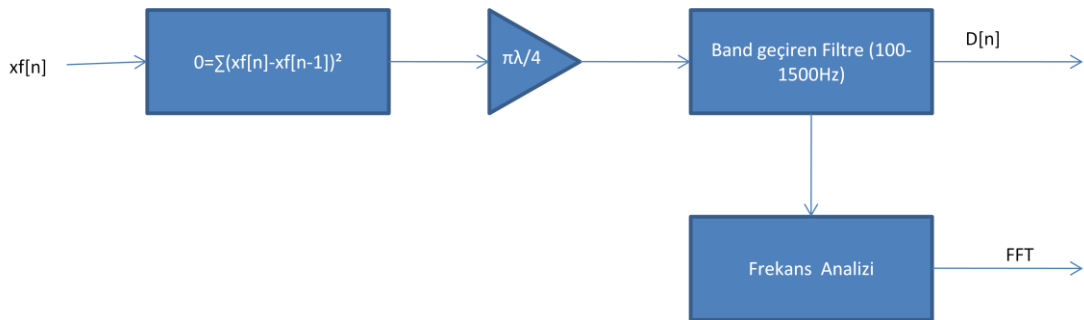 xf[n]
0=∑(xf[n]-xf[n-1])²
πλ/4
Band geçiren Filtre (100-
1500Hz)
D[n]
Frekans Analizi
FFT